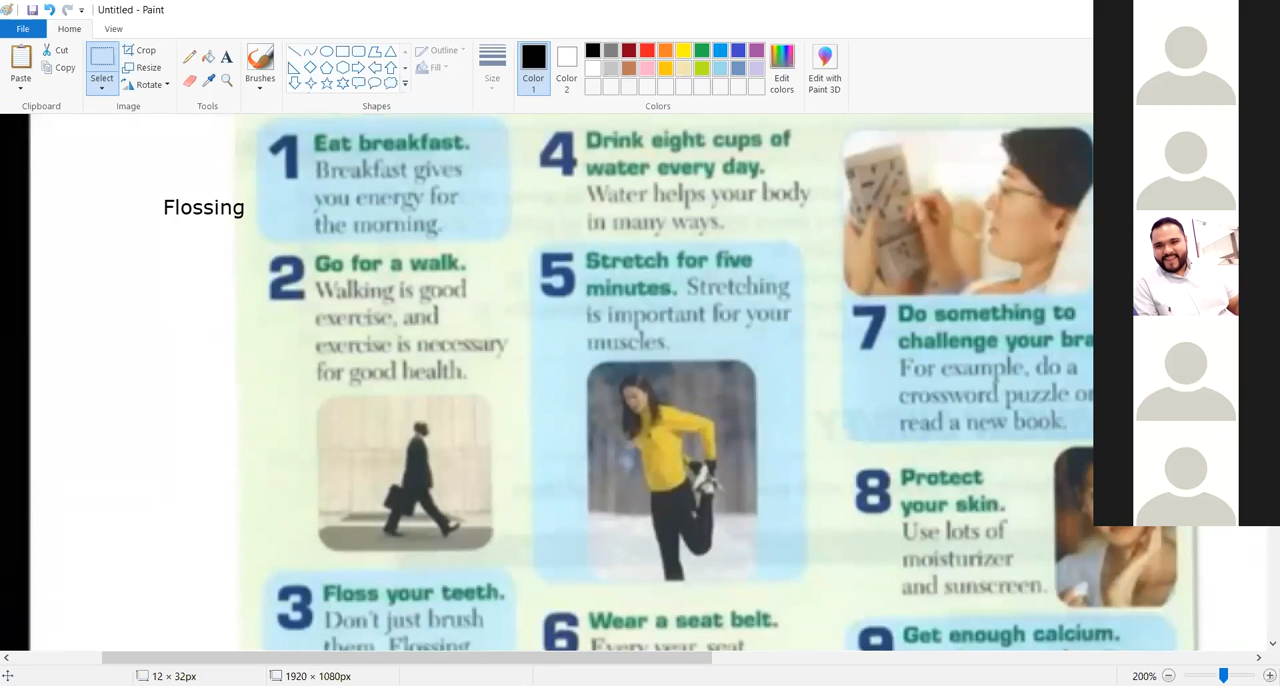 Untitled - Paint
File
Home
View
Paste
Cut
Copy
Clipboard
Select
Crop
Resize
Rotate
Image
Tools
Brushes
Shapes
Outline
Fill
Size
Color
1
Color
2
Edit
colors
Edit with
Paint 3D
Colors
Flossing
1 Eat breakfast.
Breakfast gives
you energy for
the morning.
2 Go for a walk.
Walking is good
exercise, and
exercise is necessary
for good health.
3 Floss your teeth.
Don't just brush
them. Flossing
4 Drink eight cups of
water every day.
Water helps your body
in many ways.
5 Stretch for five
minutes. Stretching
is important for your
muscles.
6 Wear a seat belt.
Every year, seat
7 Do something to
challenge your bra
For example, do a
crossword puzzle or
read a new book.
8 Protect
your skin.
Use lots of
moisturizer
and sunscreen.
9 Get enough calcium.
12 × 32px
1920 × 1080px
200%